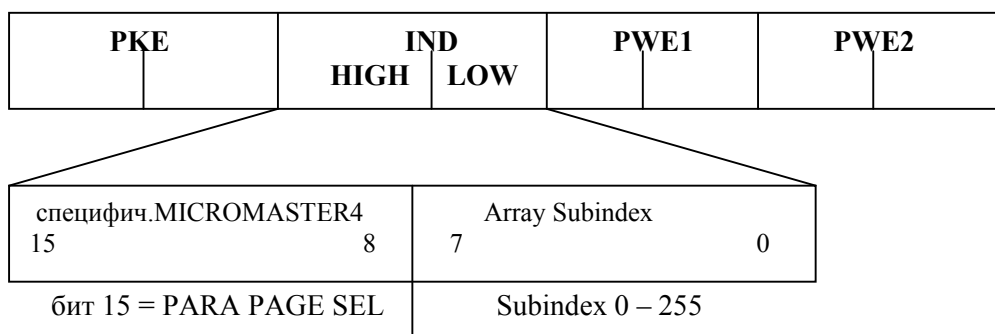 PKE IND PWE1 PWE2
HIGH LOW
специфич.MICROMASTER4 Array Subindex
15 8 7 0
бит 15 = PARA PAGE SEL Subindex 0 – 255